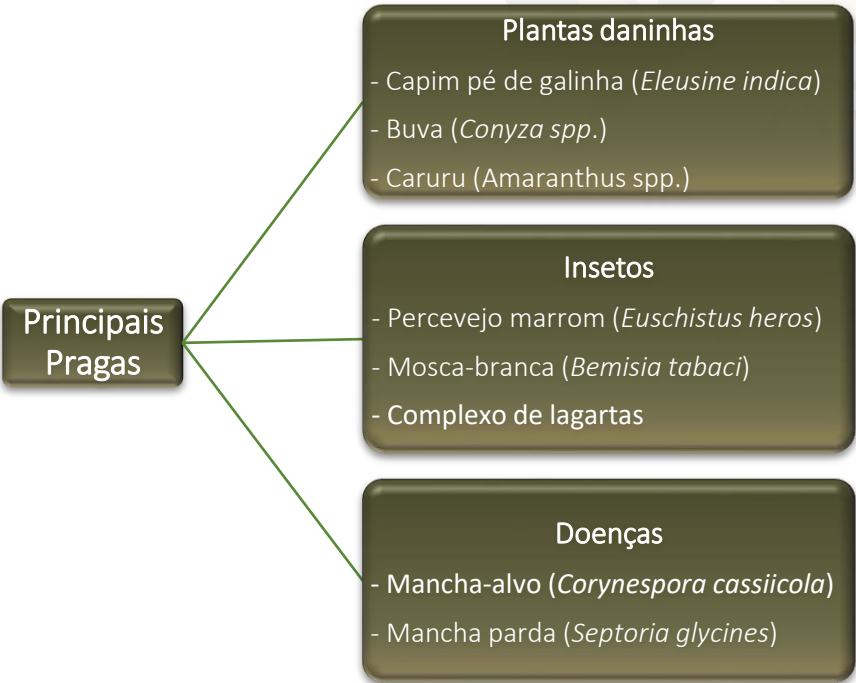 Principais
Pragas
Plantas daninhas
- Capim pé de galinha (Eleusine indica)
- Buva (Conyza spp.)
- Caruru (Amaranthus spp.)
Insetos
- Percevejo marrom (Euschistus heros)
- Mosca-branca (Bemisia tabaci)
- Complexo de lagartas
Doenças
- Mancha-alvo (Corynespora cassiicola)
- Mancha parda (Septoria glycines)